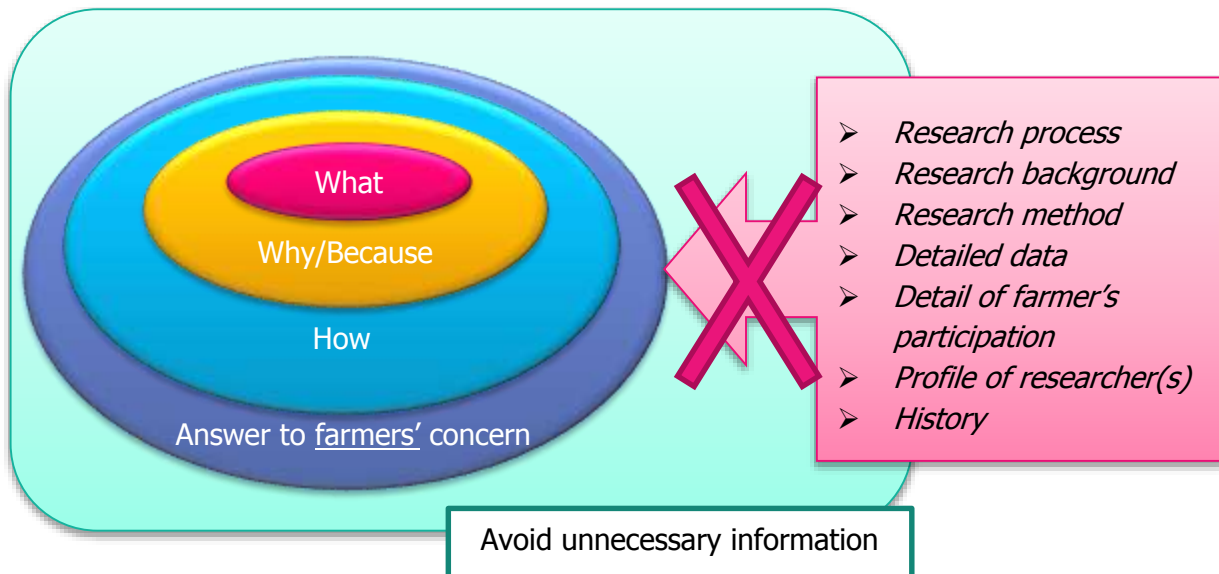 What
Why/Because
How
Answer to farmers’ concern
➢ Research process
➢ Research background
➢ Research method
➢ Detailed data
➢ Detail of farmer’s
participation
➢ Profile of researcher(s)
➢ History
Avoid unnecessary information